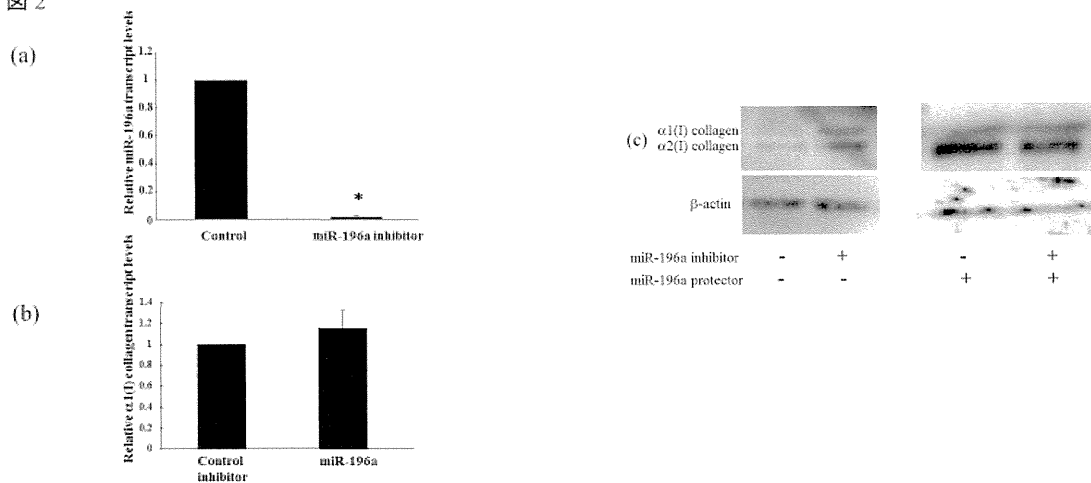 図2
(a)
Relative miR-196a transcript levels
1.2
1
0.8
0.6
0.4
0.2
0
*
Control
miR-196a inhibitor
(b)
Relative α1(I) collagen transcript levels
1.4
1.2
1
0.8
0.6
0.4
0.2
0
Control
inhibitor
miR-196a
(c)
α1(I) collagen
α2(I) collagen
β-actin
miR-196a inhibitor - + - +
miR-196a protector - - + +